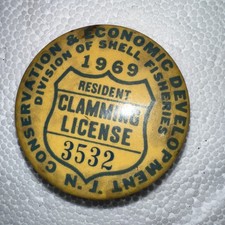 CONSERVATION & ECONOMIC DEVELOPMENT
DIVISION OF SHELL FISHERIES
1969
RESIDENT
CLAMMING
LICENSE
3532